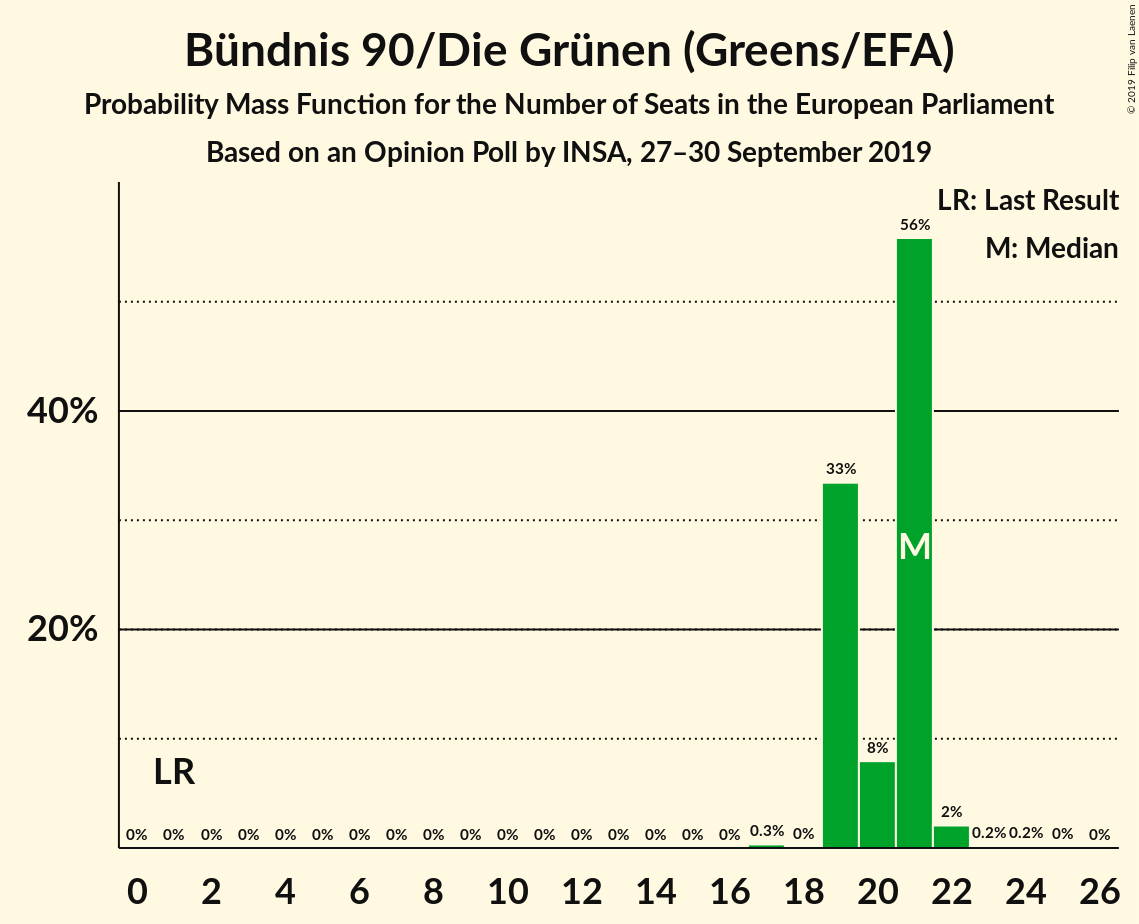 Bündnis 90/Die Grünen (Greens/EFA)
Probability Mass Function for the Number of Seats in the European Parliament
Based on an Opinion Poll by INSA, 27–30 September 2019
© 2019 Filip van Laenen
LR: Last Result
M: Median
56%
40%
33%
M
20%
8%
LR
2%
0% 0% 0% 0% 0% 0% 0% 0% 0% 0% 0% 0% 0% 0% 0% 0% 0% 0.3% 0% 0.2% 0.2% 0% 0%
0 2 4 6 8 10 12 14 16 18 20 22 24 26